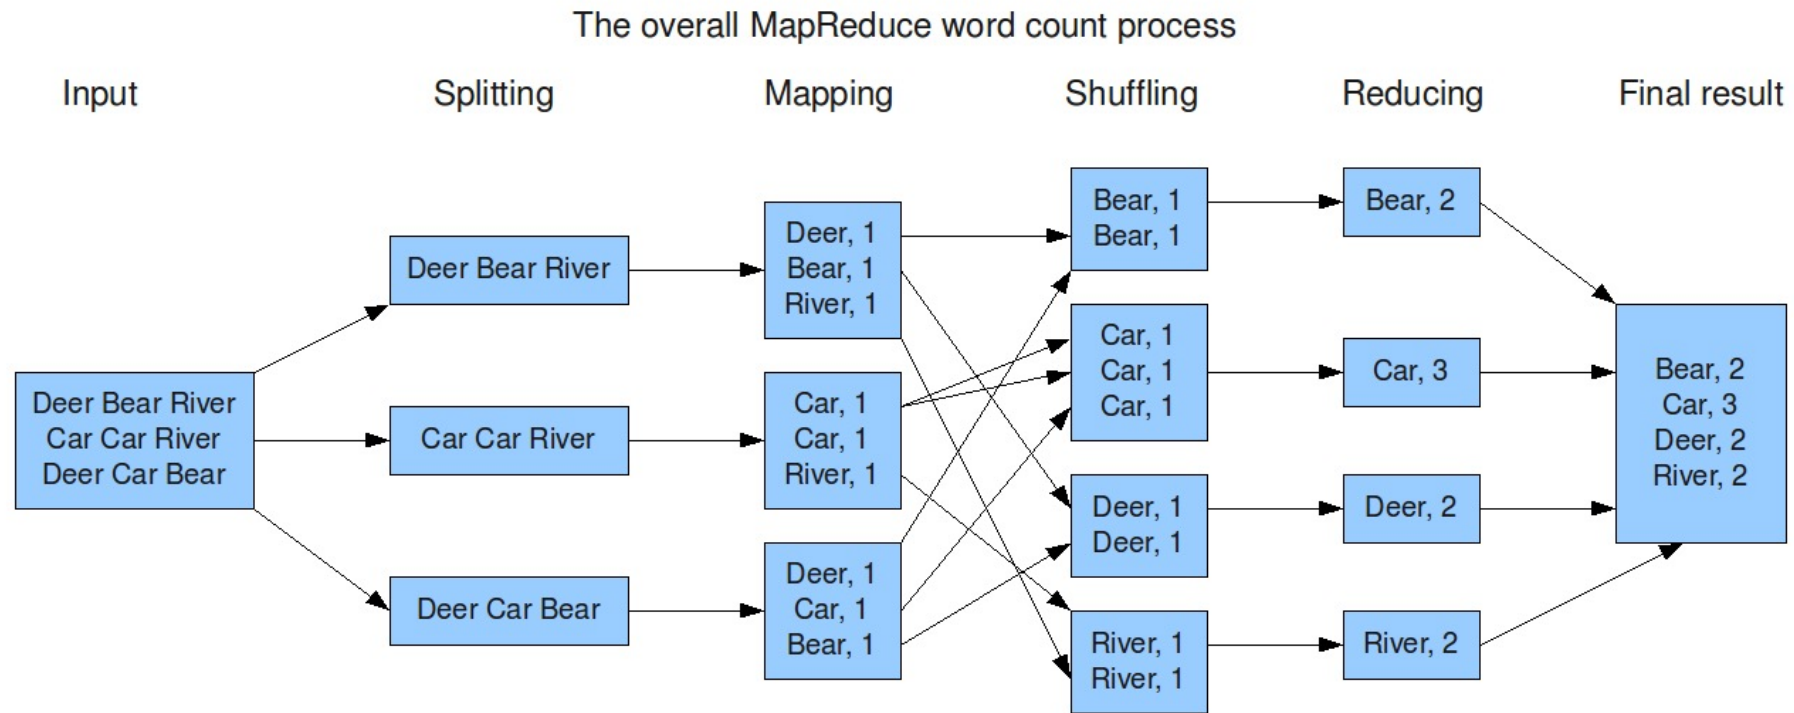 The overall MapReduce word count process
Input
Splitting
Mapping
Shuffling
Reducing
Final result
Deer Bear River
Car Car River
Deer Car Bear
Deer Bear River
Car Car River
Deer Car Bear
Deer, 1
Bear, 1
River, 1
Car, 1
Car, 1
River, 1
Deer, 1
Car, 1
Bear, 1
Bear, 1
Bear, 1
Car, 1
Car, 1
Car, 1
Deer, 1
Deer, 1
River, 1
River, 1
Bear, 2
Car, 3
Deer, 2
River, 2
Bear, 2
Car, 3
Deer, 2
River, 2